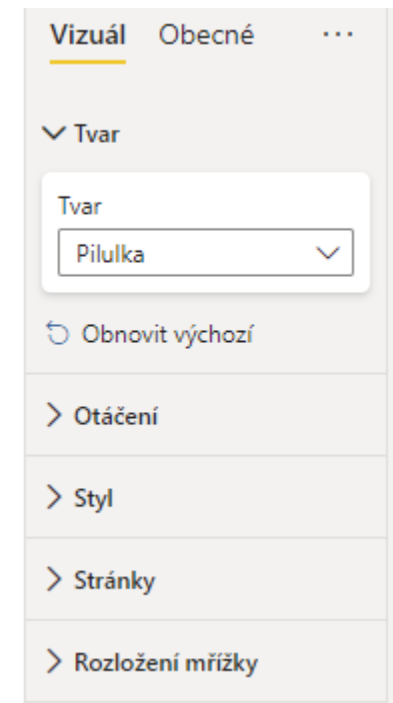 Vizuál Obecné ...
Tvar
Tvar
Pilulka
Obnovit výchozí
Otáčení
Styl
Stránky
Rozložení mřížky